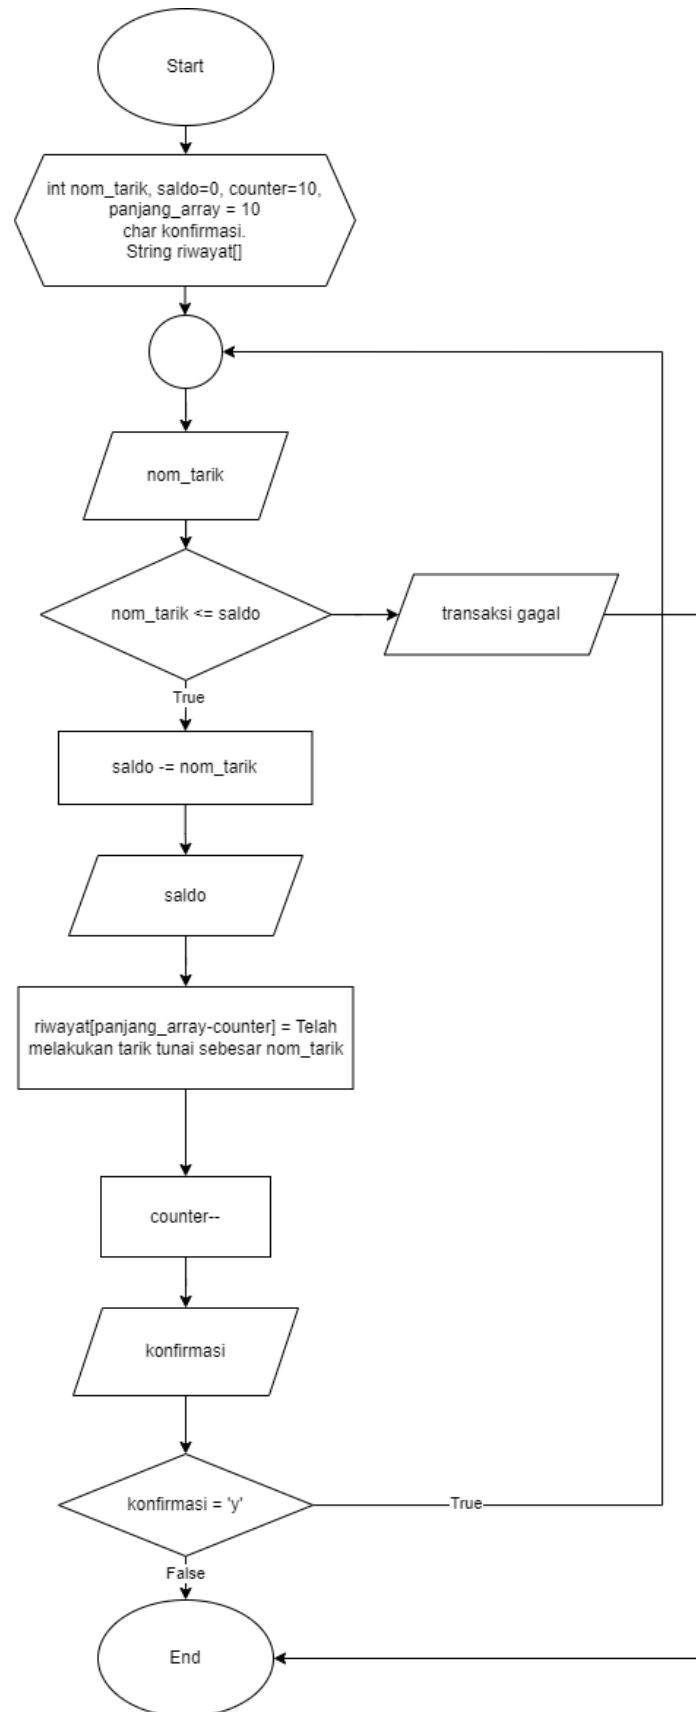 Start
int nom_tarik, saldo=0, counter=10,
panjang_array = 10
char konfirmasi.
String riwayat[]
nom_tarik
nom_tarik <= saldo
transaksi gagal
True
saldo -= nom_tarik
saldo
riwayat[panjang_array-counter] = Telah
melakukan tarik tunai sebesar nom_tarik
counter--
konfirmasi
konfirmasi = 'y'
True
False
End